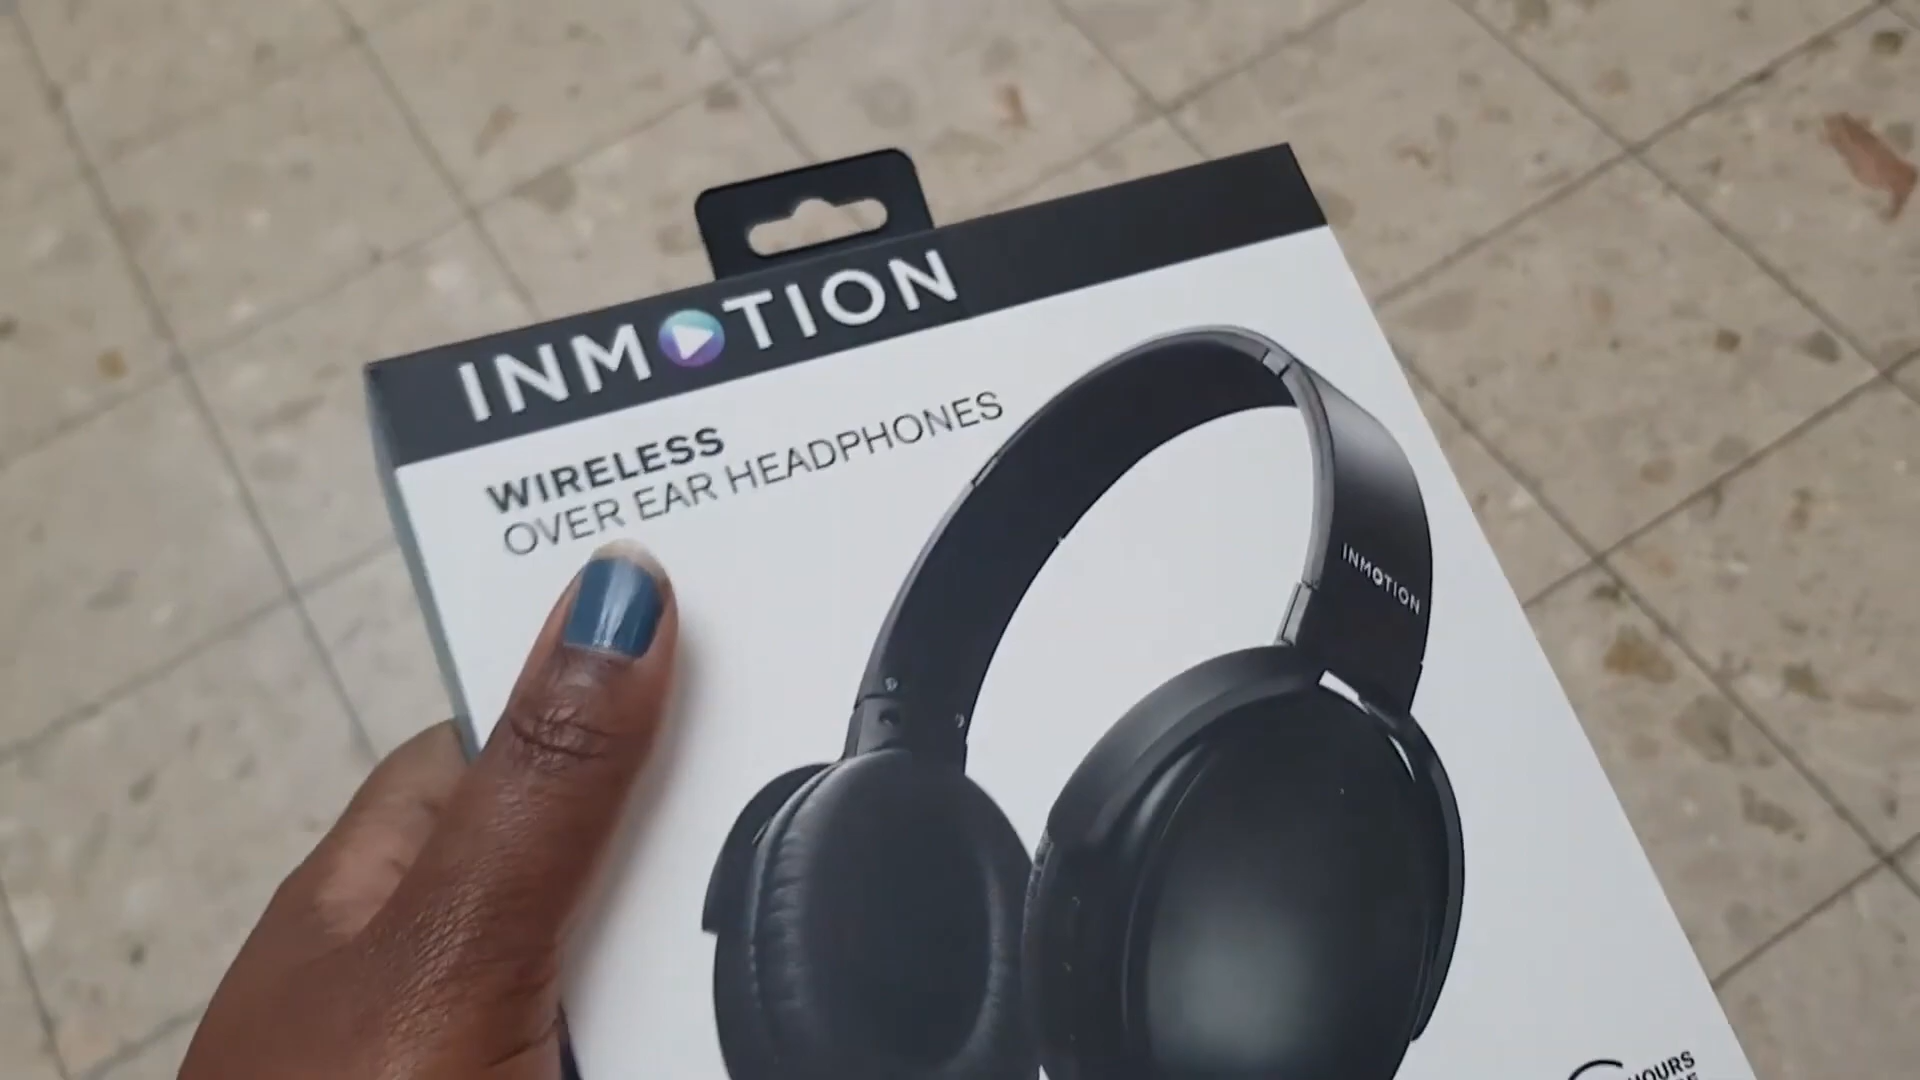 INMOTION
WIRELESS
OVER EAR HEADPHONES
INMOTION
HOURS